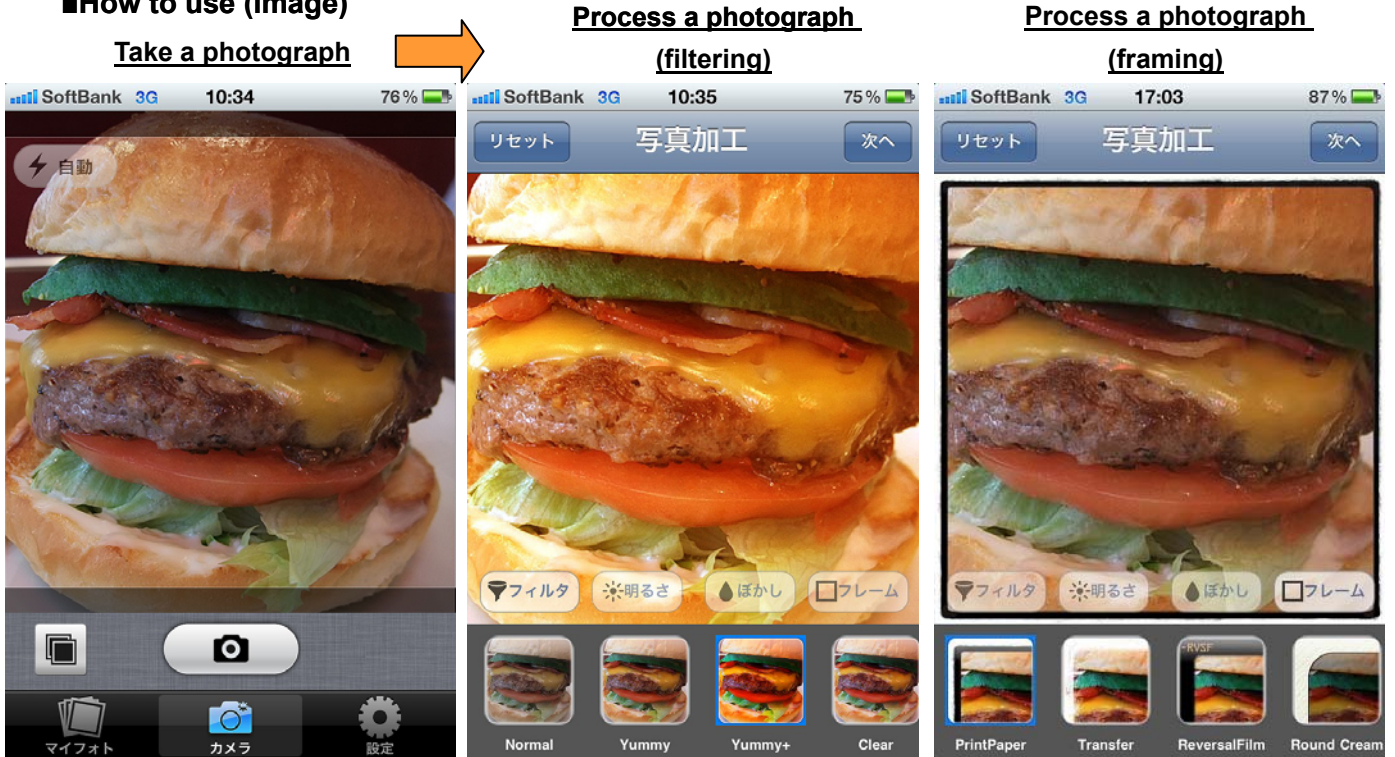 ■How to use (image)
Take a photograph
Process a photograph
(filtering)
Process a photograph
(framing)
SoftBank 3G 10:34 76%
自動
マイフォト
カメラ
設定
SoftBank 3G 10:35 75%
リセット
写真加工
次へ
フィルタ
明るさ
ぼかし
フレーム
Normal
Yummy
Yummy+
Clear
SoftBank 3G 17:03 87%
リセット
写真加工
次へ
フィルタ
明るさ
ぼかし
フレーム
-RVSF
PrintPaper
Transfer
ReversalFilm
Round Cream